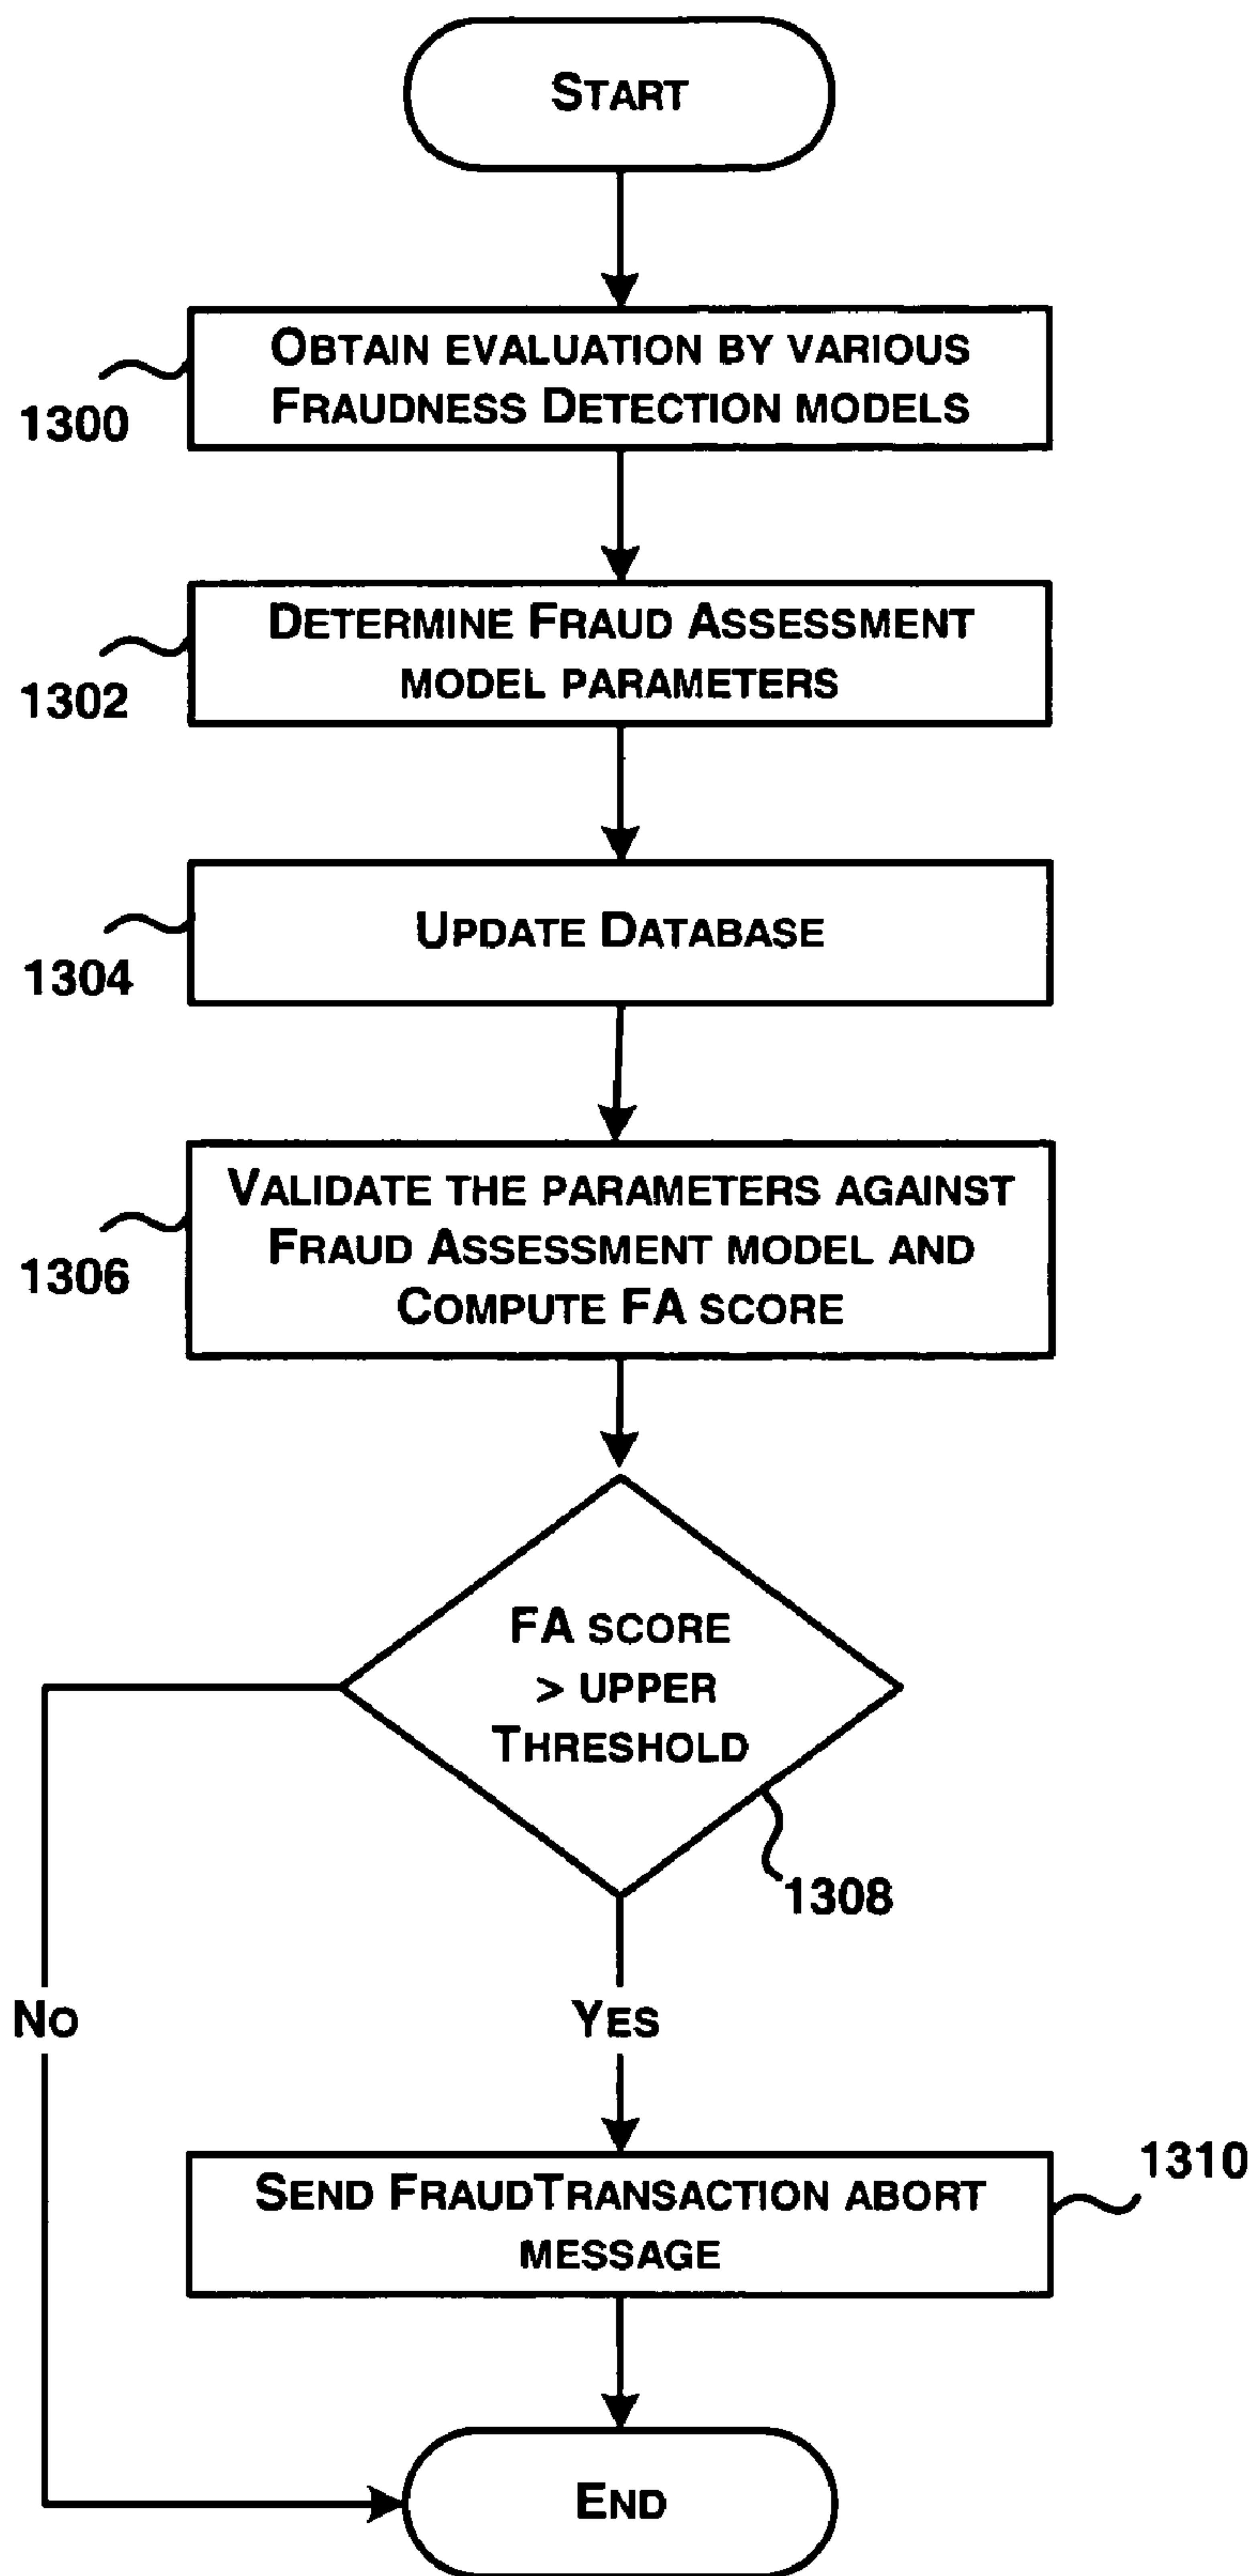 START
OBTAIN EVALUATION BY VARIOUS
FRAUDNESS DETECTION MODELS
1300
DETERMINE FRAUD ASSESSMENT
MODEL PARAMETERS
1302
UPDATE DATABASE
1304
VALIDATE THE PARAMETERS AGAINST
FRAUD ASSESSMENT MODEL AND
COMPUTE FA SCORE
1306
FA SCORE
> UPPER
THRESHOLD
1308
NO
YES
1310
SEND FRAUDTRANSACTION ABORT
MESSAGE
END